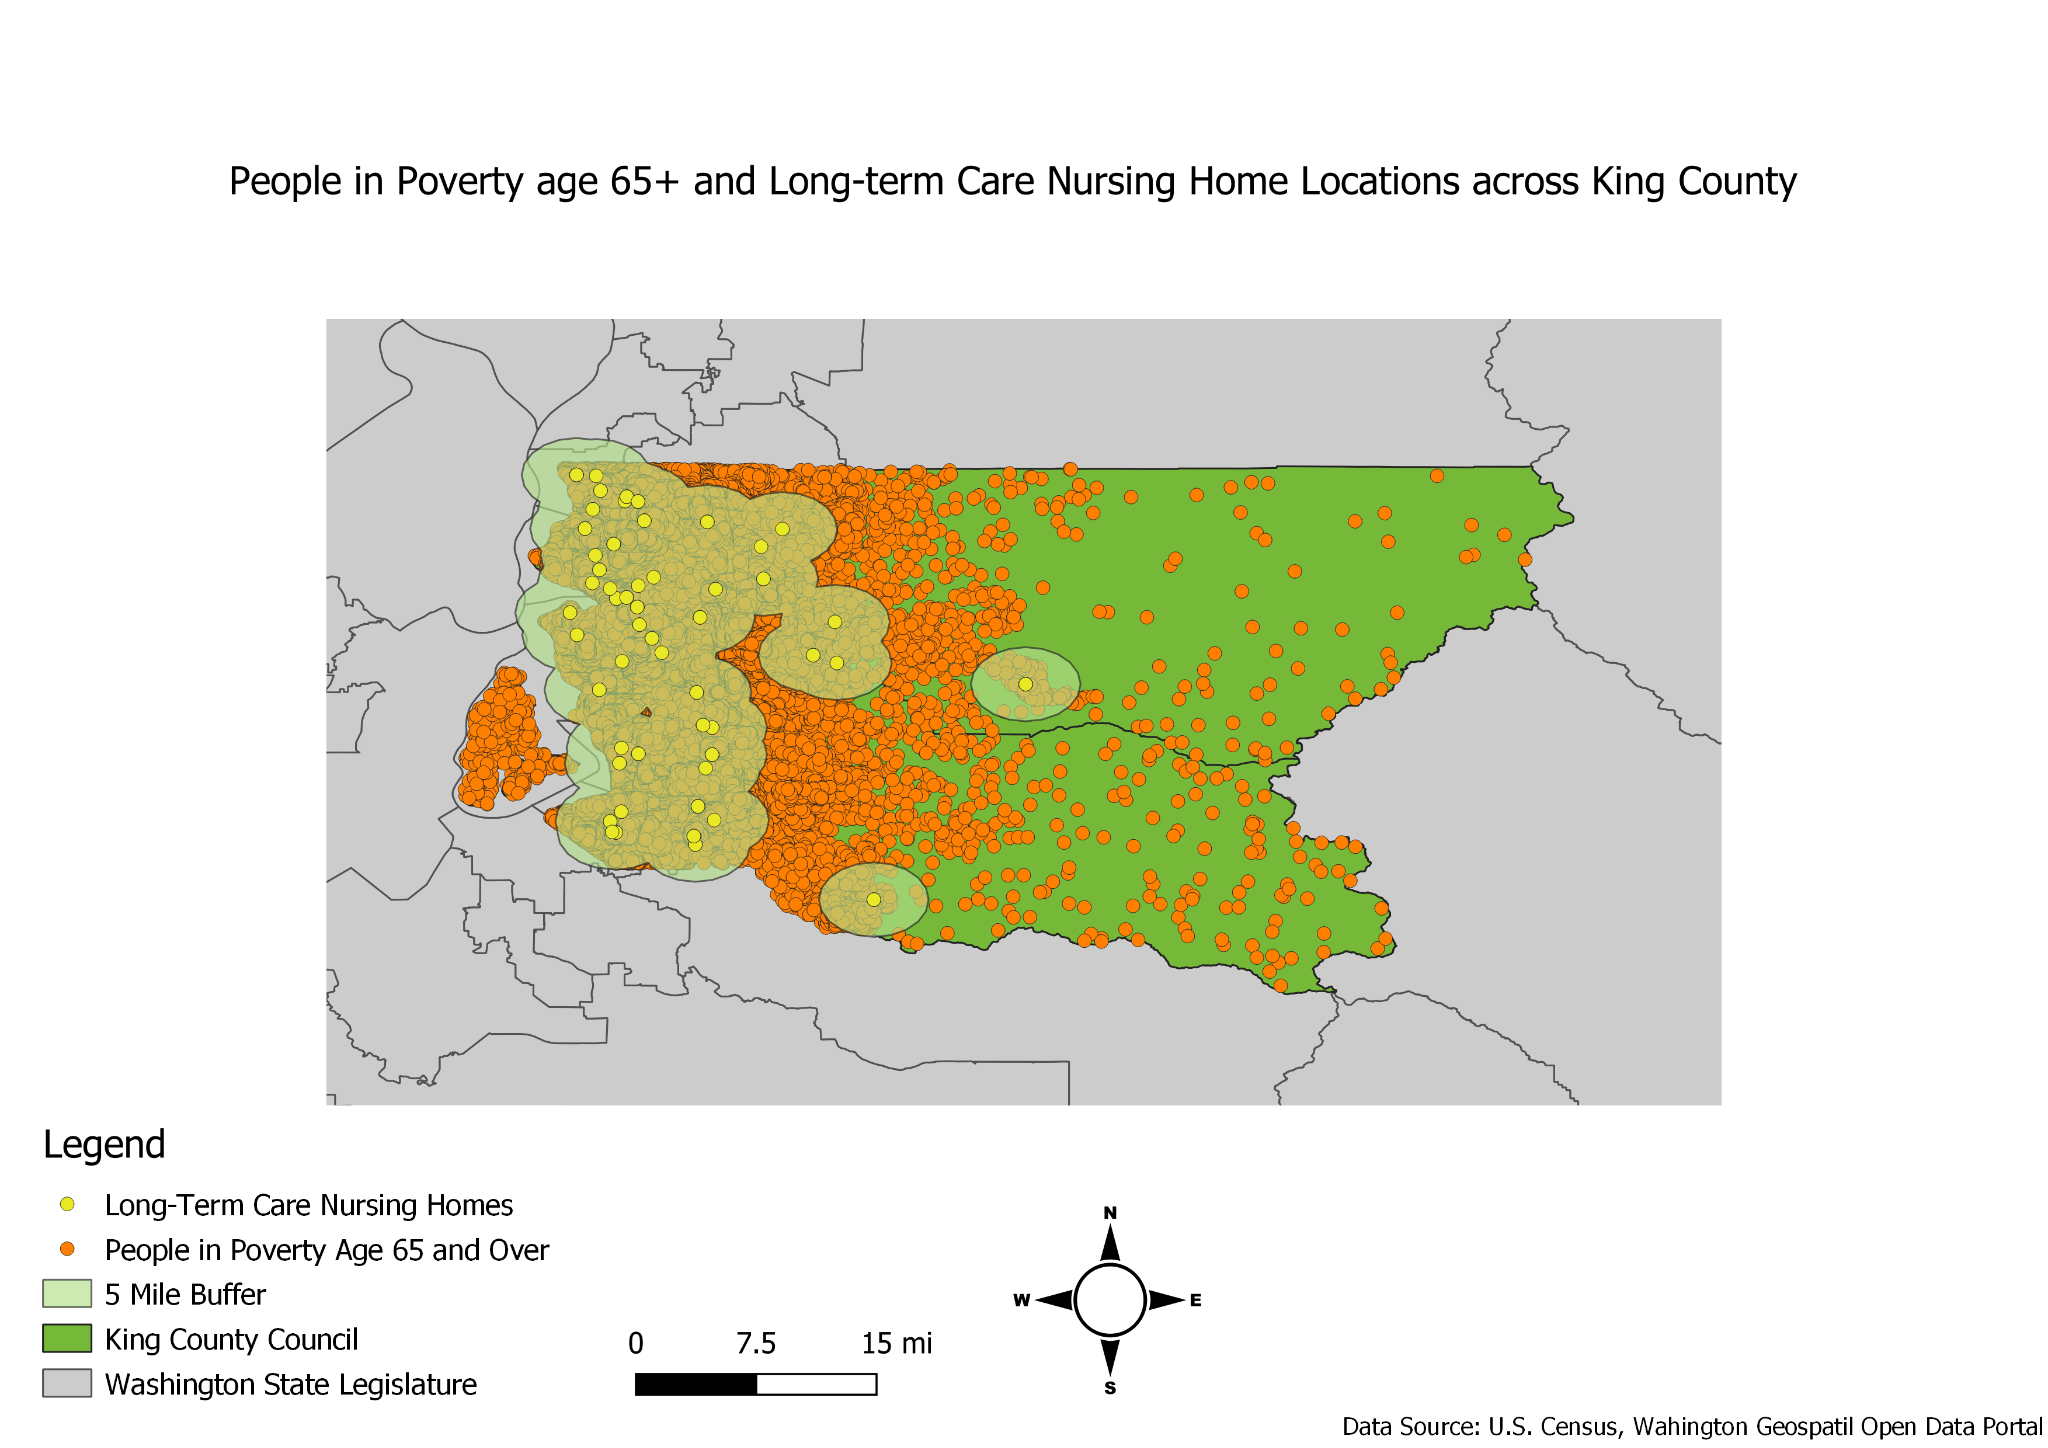 People in Poverty age 65+ and Long-term Care Nursing Home Locations across King County
Legend
Long-Term Care Nursing Homes
People in Poverty Age 65 and Over
5 Mile Buffer
King County Council
Washington State Legislature
0 7.5 15 mi
N
W E
S
Data Source: U.S. Census, Wahington Geospatil Open Data Portal